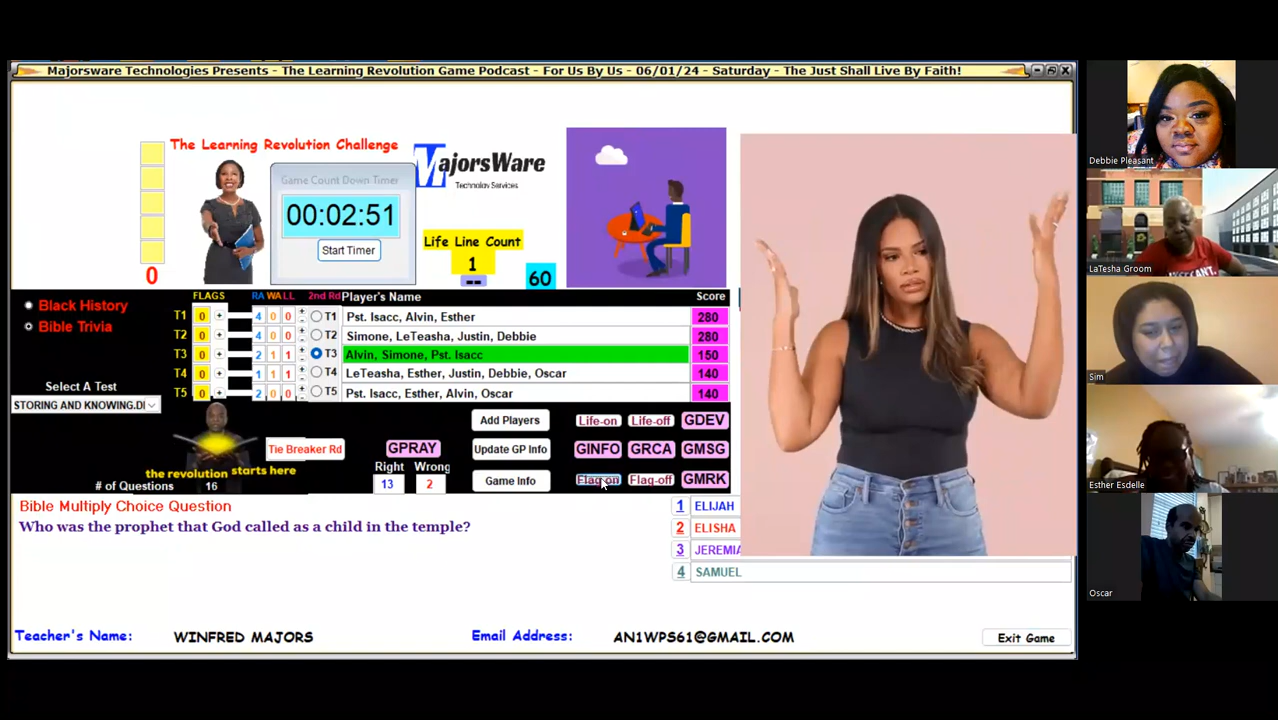 Majorsware Technologies Presents - The Learning Revolution Game Podcast - For Us By Us - 06/01/24 - Saturday - The Just Shall Live By Faith!
The Learning Revolution Challenge
0
Game Count Down Timer
00:02:51
Start Timer
MajorsWare
Technology Services
Life Line Count
1
--
60
Black History
Bible Trivia
Select A Test
STORING AND KNOWING.D
FLAGS RA WA LL 2nd Rd Player's Name Score
T1 0 + 4 0 0 T1 Pst. Isacc, Alvin, Esther 280
T2 0 + 4 0 0 T2 Simone, LeTeasha, Justin, Debbie 280
T3 0 + 2 1 1 T3 Alvin, Simone, Pst. Isacc 150
T4 0 + 1 1 1 T4 LeTeasha, Esther, Justin, Debbie, Oscar 140
T5 0 + 2 0 0 T5 Pst. Isacc, Esther, Alvin, Oscar 140
the revolution starts here
# of Questions 16
Tie Breaker Rd
GPRAY
Right Wrong
13 2
Add Players
Update GP Info
Game Info
Life-on Life-off GDEV
GINFO GRCA GMSG
Flag-on Flag-off GMRK
Bible Multiply Choice Question
Who was the prophet that God called as a child in the temple?
1 ELIJAH
2 ELISHA
3 JEREMIA
4 SAMUEL
Teacher's Name: WINFRED MAJORS
Email Address: AN1WPS61@GMAIL.COM
Exit Game
Debbie Pleasant
LaTesha Groom
Sim
Esther Esdelle
Oscar